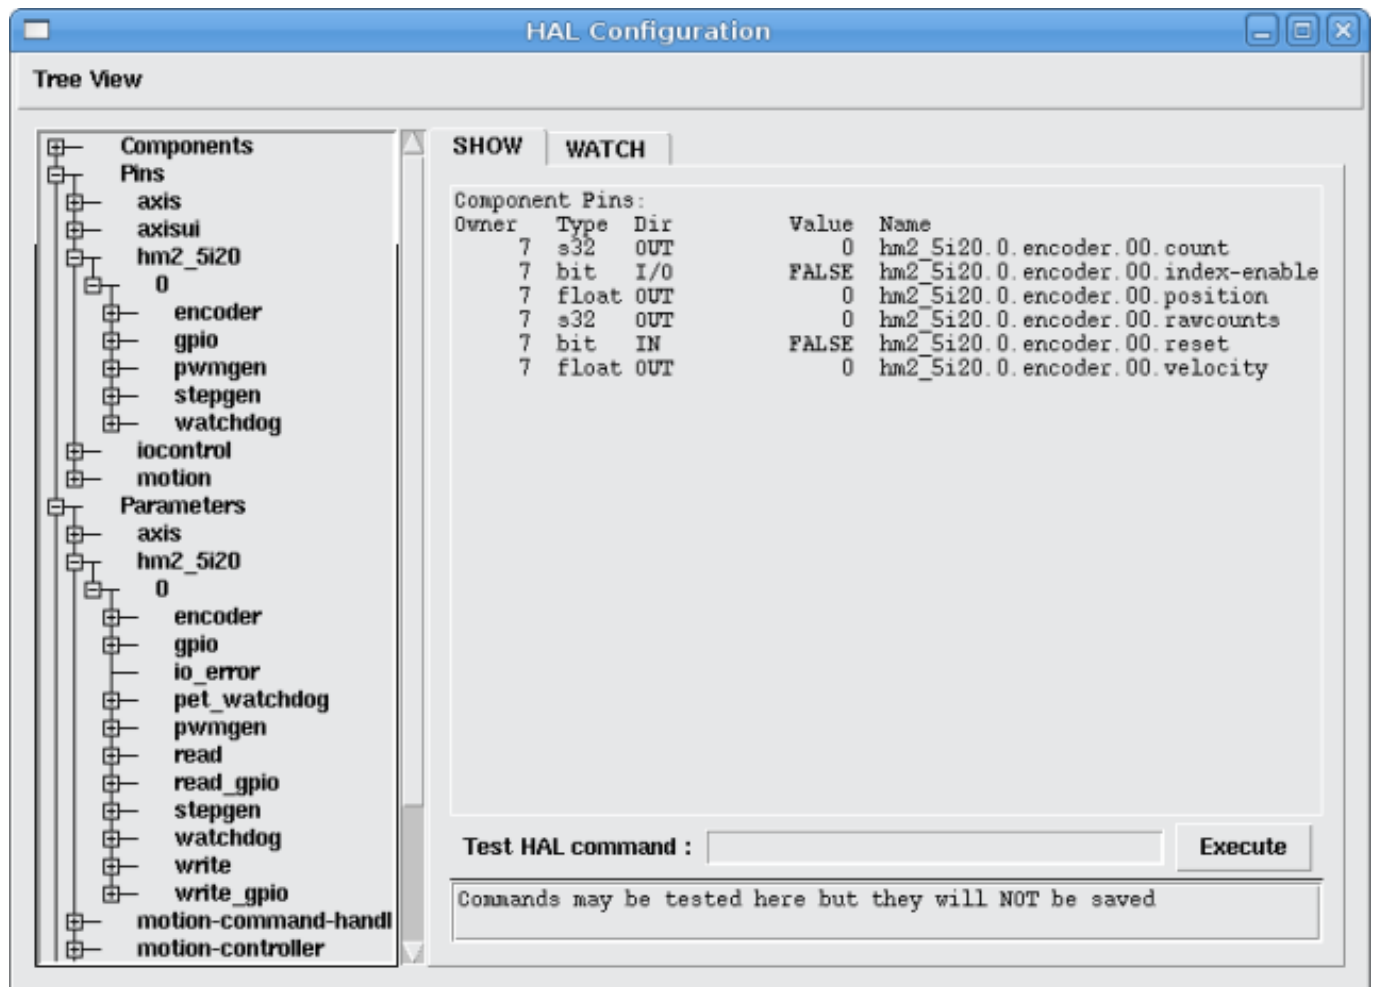 HAL Configuration
Tree View
Components
Pins
axis
axisui
hm2_5i20
0
encoder
gpio
pwmgen
stepgen
watchdog
iocontrol
motion
Parameters
axis
hm2_5i20
0
encoder
gpio
io_error
pet_watchdog
pwmgen
read
read_gpio
stepgen
watchdog
write
write_gpio
motion-command-handl
motion-controller
SHOW WATCH
Component Pins:
Owner Type Dir Value Name
7 s32 OUT 0 hm2_5i20.0.encoder.00.count
7 bit I/O FALSE hm2_5i20.0.encoder.00.index-enable
7 float OUT 0 hm2_5i20.0.encoder.00.position
7 s32 OUT 0 hm2_5i20.0.encoder.00.rawcounts
7 bit IN FALSE hm2_5i20.0.encoder.00.reset
7 float OUT 0 hm2_5i20.0.encoder.00.velocity
Test HAL command : Execute
Commands may be tested here but they will NOT be saved